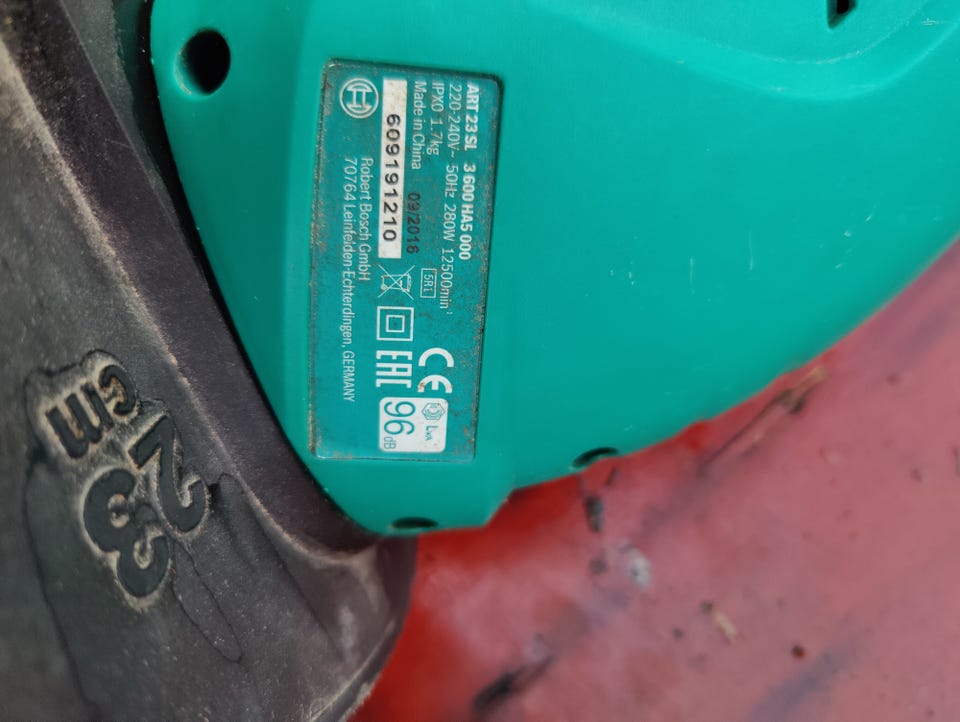 ART 23 SL 3 600 HA5 000
220-240V~ 50Hz 280W 12500min⁻¹
IPX0 1.7kg
Made in China 09/2016
5R1
609191210
Robert Bosch GmbH
70764 Leinfelden-Echterdingen, GERMANY
CE
EAC
LWA
96 dB
23
cm